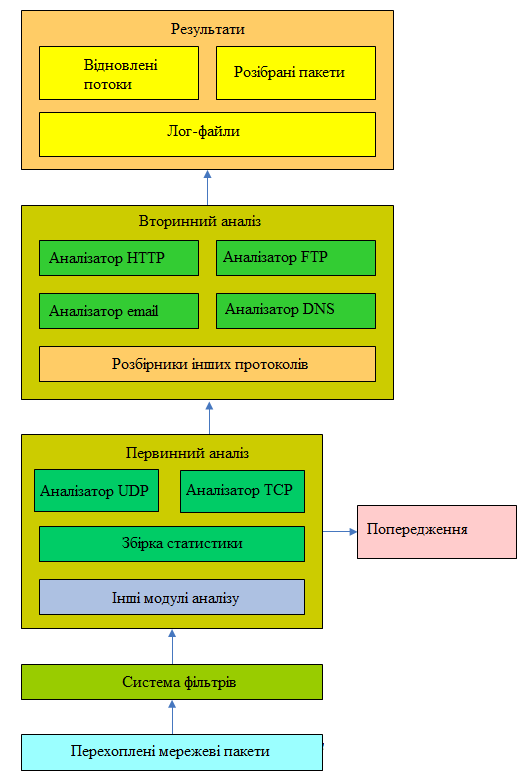 Результати
Відновлені
потоки
Розібрані пакети
Лог-файли
Вторинний аналіз
Аналізатор HTTP
Аналізатор FTP
Аналізатор email
Аналізатор DNS
Розбірники інших протоколів
Первинний аналіз
Аналізатор UDP
Аналізатор TCP
Збірка статистики
Інші модулі аналізу
Попередження
Система фільтрів
Перехоплені мережеві пакети